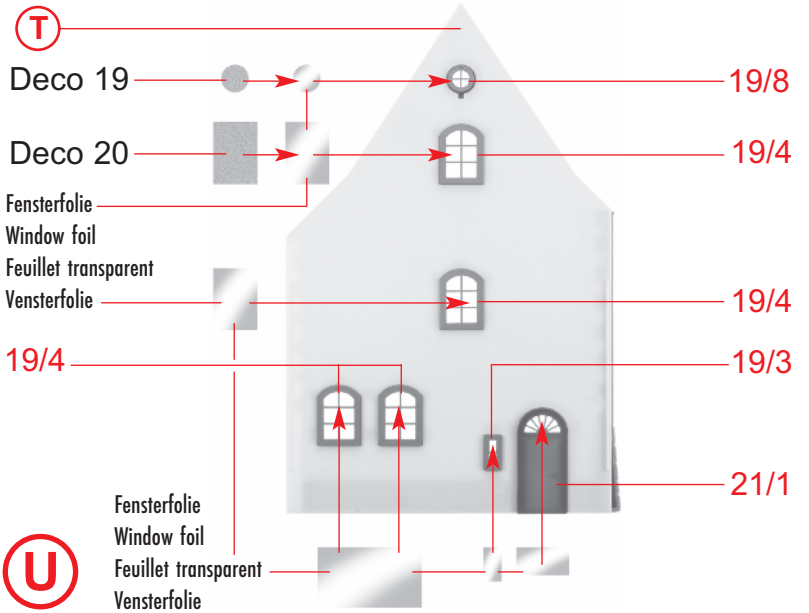 T
Deco 19
19/8
Deco 20
19/4
Fensterfolie
Window foil
Feuillet transparent
Vensterfolie
19/4
19/4
19/3
21/1
Fensterfolie
Window foil
Feuillet transparent
Vensterfolie
U